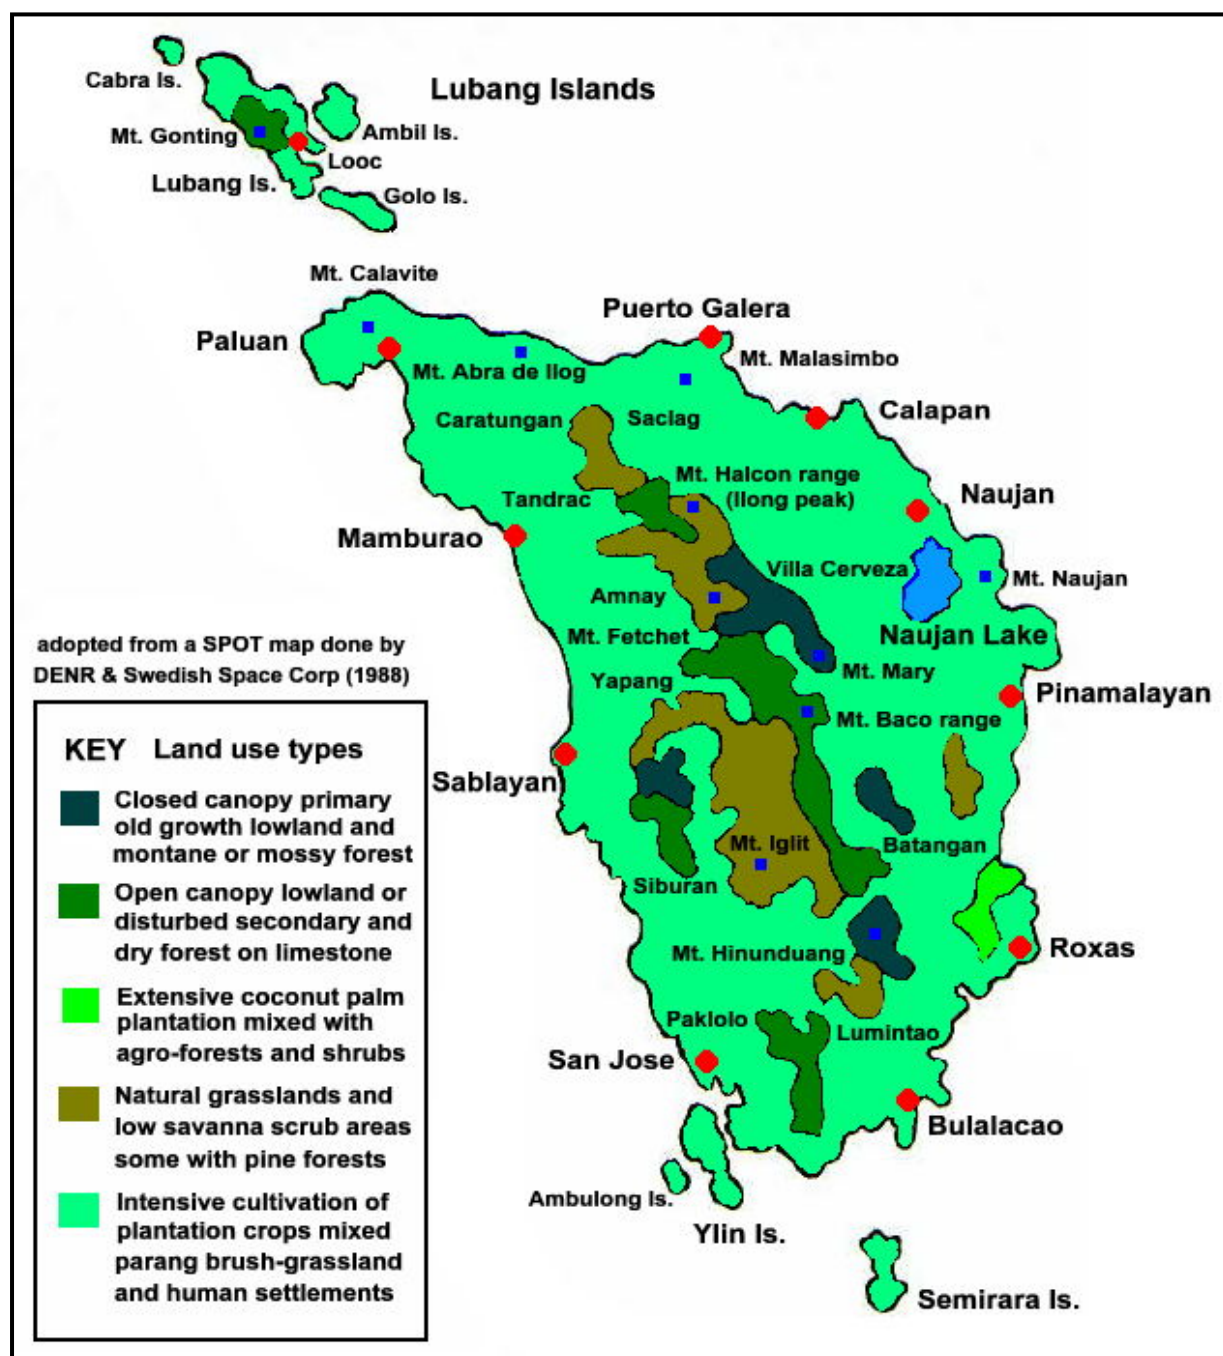 Lubang Islands
Cabra Is.
Mt. Gonting
Ambil Is.
Looc
Lubang Is.
Golo Is.
Mt. Calavite
Puerto Galera
Paluan
Mt. Malasimbo
Mt. Abra de Ilog
Caratungan
Saclag
Calapan
Mt. Halcon range
(Ilong peak)
Tandrac
Naujan
Mamburao
Villa Cerveza
Mt. Naujan
Amnay
Mt. Fetchet
Naujan Lake
adopted from a SPOT map done by
DENR & Swedish Space Corp (1988)
Mt. Mary
Yapang
Pinamalayan
Mt. Baco range
Sablayan
Mt. Iglit
Batangan
Siburan
Mt. Hinunduang
Roxas
Paklolo
Lumintao
San Jose
Bulalacao
Ambulong Is.
Ylin Is.
Semirara Is.
KEY Land use types
Closed canopy primary
old growth lowland and
montane or mossy forest
Open canopy lowland or
disturbed secondary and
dry forest on limestone
Extensive coconut palm
plantation mixed with
agro-forests and shrubs
Natural grasslands and
low savanna scrub areas
some with pine forests
Intensive cultivation of
plantation crops mixed
parang brush-grassland
and human settlements